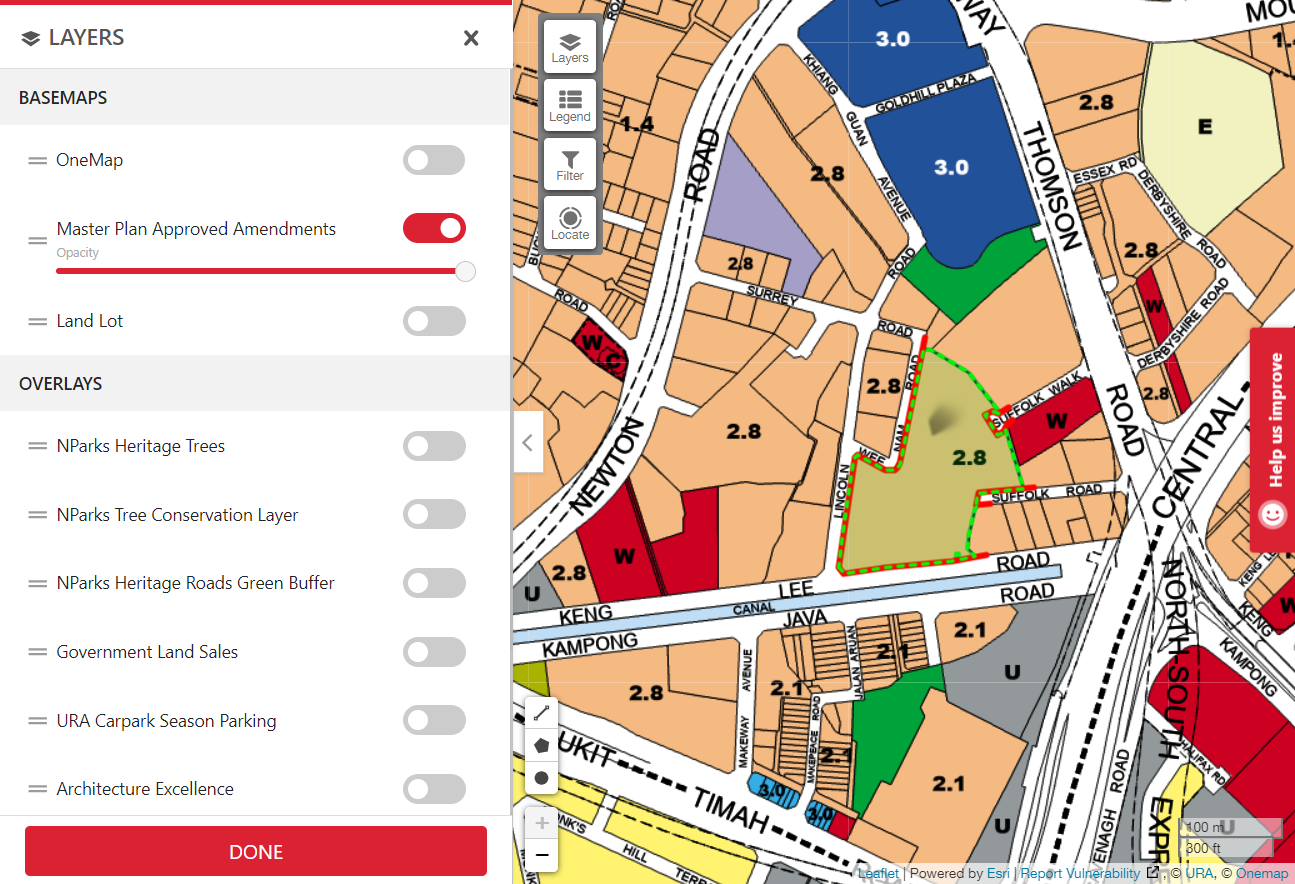 LAYERS
BASEMAPS
OneMap
Master Plan Approved Amendments
Opacity
Land Lot
OVERLAYS
NParks Heritage Trees
NParks Tree Conservation Layer
NParks Heritage Roads Green Buffer
Government Land Sales
URA Carpark Season Parking
Architecture Excellence
DONE
Layers
Legend
Filter
Locate
3.0
WAY
MOU
1.4
1.4
KHIANG
GUAN
AVENUE
GOLDHILL PLAZA
2.8
E
3.0
THOMSON
ROAD
ROAD
2.8
ESSEX RD
DERBYSHIRE
ROAD
2.8
2.8
SURREY
ROAD
ROAD
W
DERBYSHIRE ROAD
ROAD
W
C
2.8
ROAD
NAM
WEE
SUFFOLK WALK
W
2.8
2.8
2.8
NEWTON
LINCOLN
SUFFOLK
ROAD
CENTRAL
Help us improve
W
2.8
U
KENG
LEE
ROAD
CANAL
KAMPONG
JAVA
ROAD
NORTH-SOUTH
EXPRE
KENG
KENG
W
KAMPONG
2.8
MAKEWAY
AVENUE
2.1
JALAN ARUAN
2.1
2.1
U
MAKEPEACE
ROAD
2.1
2.1
HALIFAX RD
UKIT
TIMAH
3.0
3.0
U
U
VENAGH
ROAD
NK'S
HILL
TERR
100 m
300 ft
+
−
Leaflet | Powered by Esri | Report Vulnerability , © URA, © Onemap